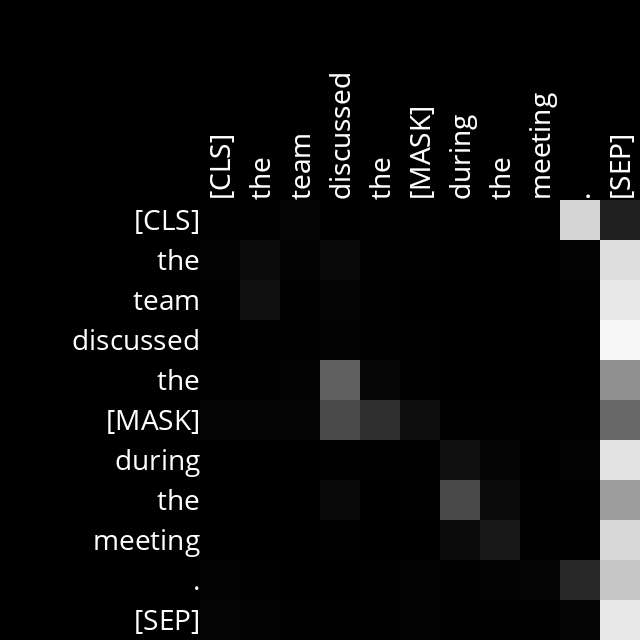 [CLS]
the
team
discussed
the
[MASK]
during
the
meeting
.
[SEP]
[CLS]
the
team
discussed
the
[MASK]
during
the
meeting
.
[SEP]